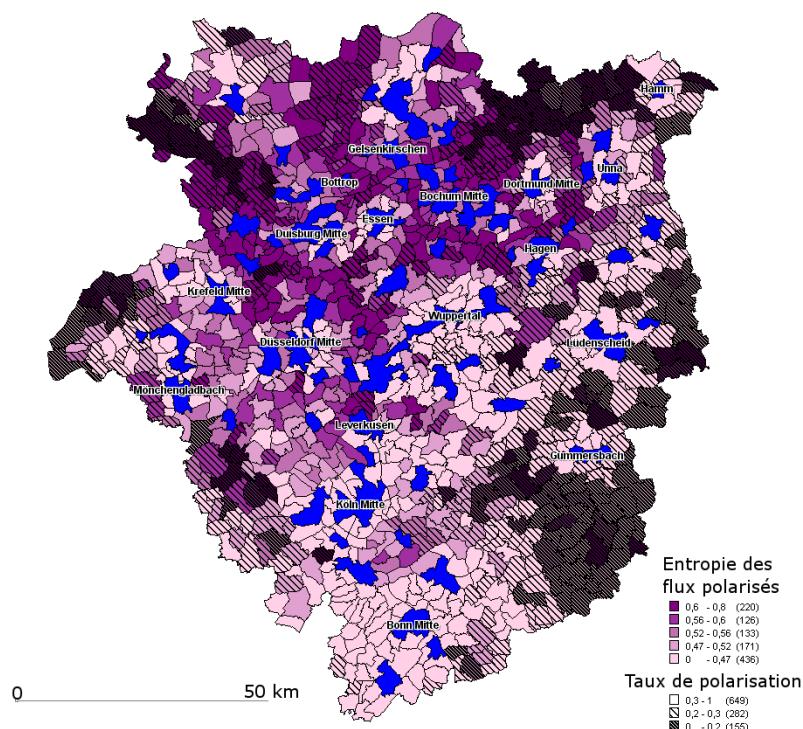 Hamm
Gelsenkirchen
Unna
Bottrop
Dortmund Mitte
Bochum Mitte
Essen
Duisburg Mitte
Hagen
Krefeld Mitte
Wuppertal
Düsseldorf Mitte
Lüdenscheid
Mönchengladbach
Leverkusen
Gummersbach
Köln Mitte
Bonn Mitte
Entropie des
flux polarisés
0,6 - 0,8 (220)
0,56 - 0,6 (126)
0,52 - 0,56 (133)
0,47 - 0,52 (171)
0 - 0,47 (436)
0 50 km
Taux de polarisation
0,3 - 1 (649)
0,2 - 0,3 (282)
0 - 0,2 (155)